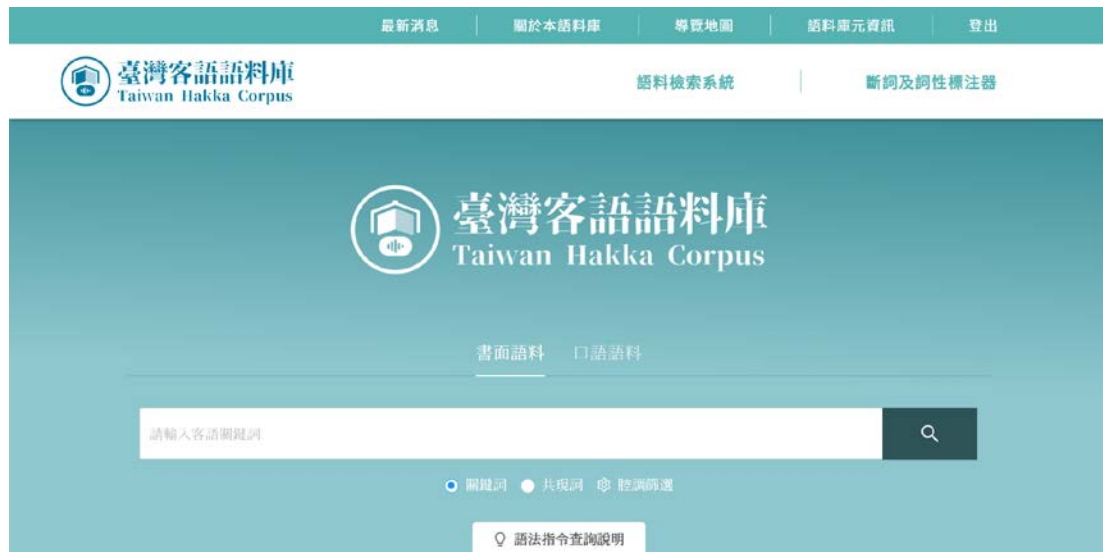 最新消息 關於本語料庫 導覽地圖 語料庫元資訊 登出
臺灣客語語料庫
Taiwan Hakka Corpus
語料檢索系統 斷詞及詞性標注器
臺灣客語語料庫
Taiwan Hakka Corpus
書面語料 口語語料
請輸入客語關鍵詞
關鍵詞 共現詞 腔調篩選
語法指令查詢說明